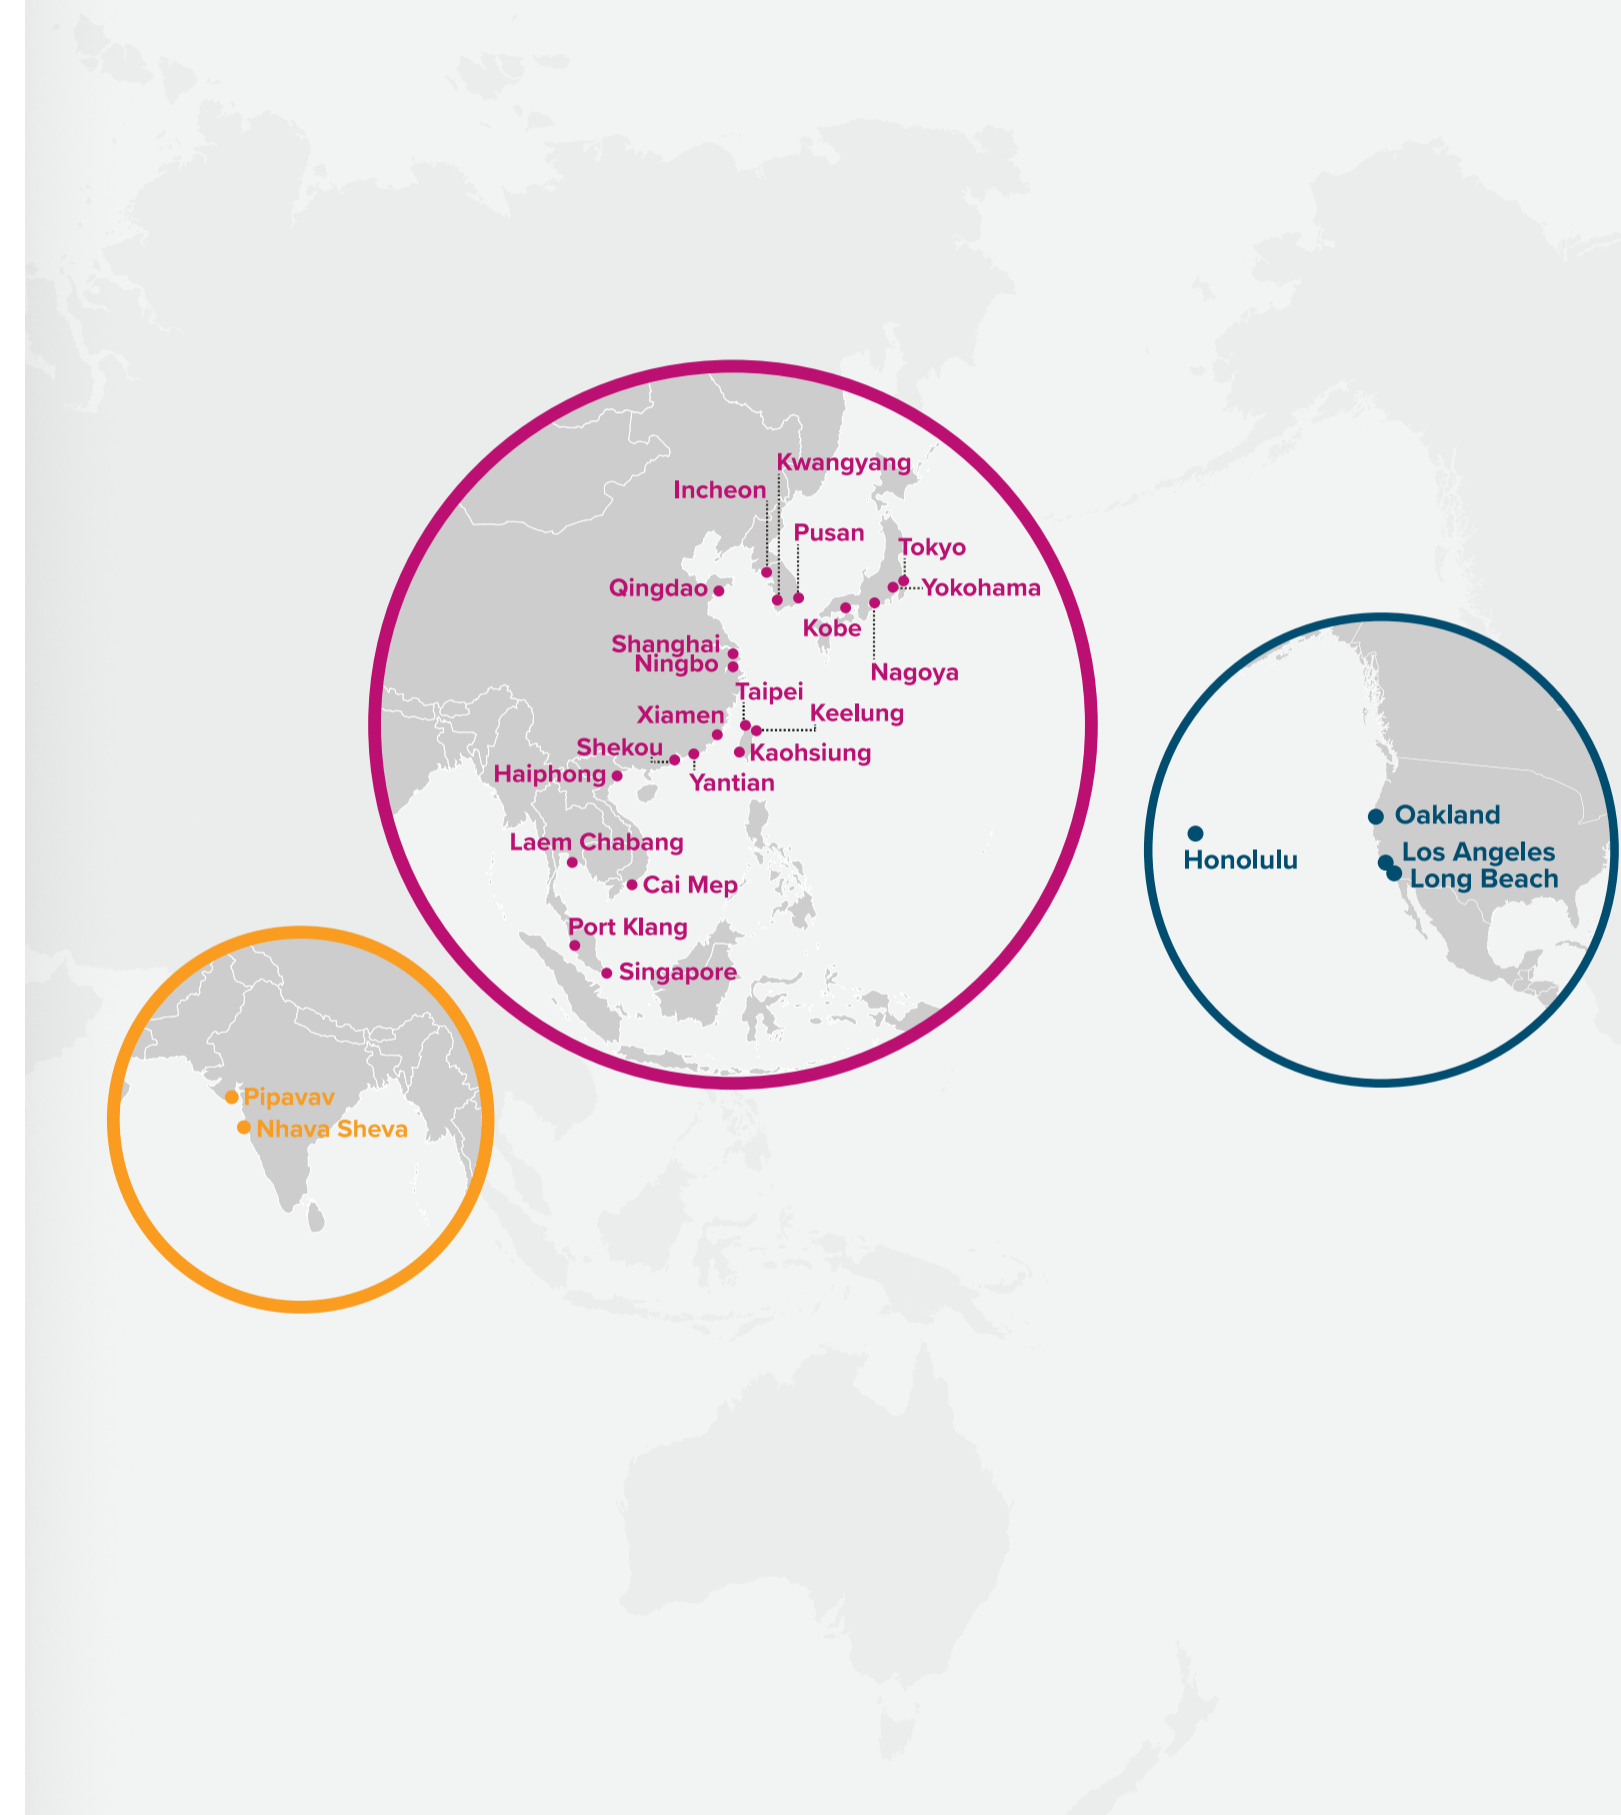 Kwangyang
Incheon
Pusan
Tokyo
Qingdao
Yokohama
Kobe
Shanghai
Ningbo
Nagoya
Taipei
Xiamen
Keelung
Shekou
Kaohsiung
Haiphong
Yantian
Laem Chabang
Cai Mep
Port Klang
Singapore
Oakland
Honolulu
Los Angeles
Long Beach
Pipavav
Nhava Sheva